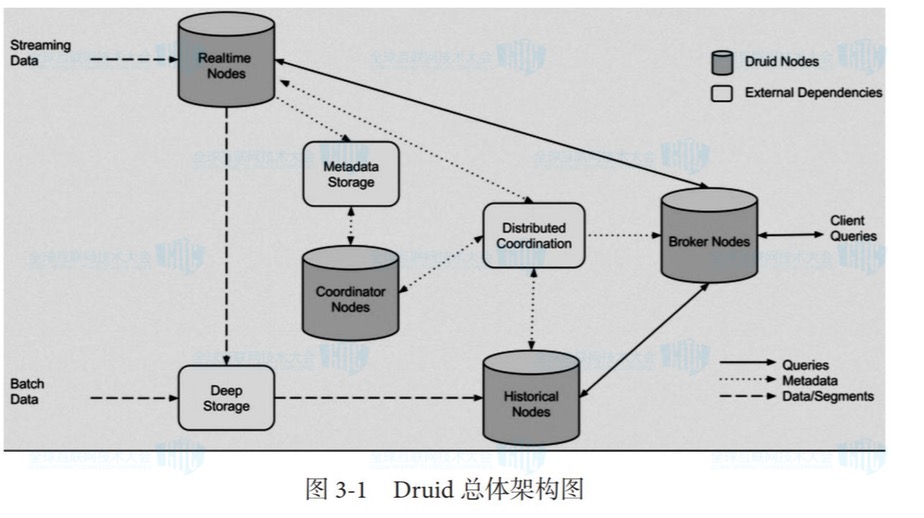 Streaming
Data
Realtime
Nodes
Druid Nodes
External Dependencies
Metadata
Storage
Distributed
Coordination
Broker Nodes
Client
Queries
Coordinator
Nodes
Batch
Data
Deep
Storage
Historical
Nodes
Queries
Metadata
Data/Segments
图 3-1 Druid 总体架构图